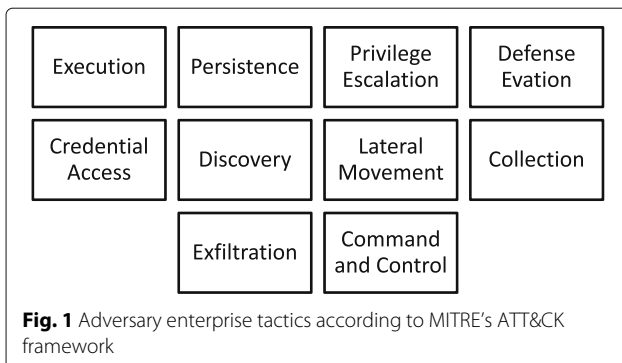 Execution
Persistence
Privilege
Escalation
Defense
Evation
Credential
Access
Discovery
Lateral
Movement
Collection
Exfiltration
Command
and Control
Fig. 1 Adversary enterprise tactics according to MITRE's ATT&CK
framework